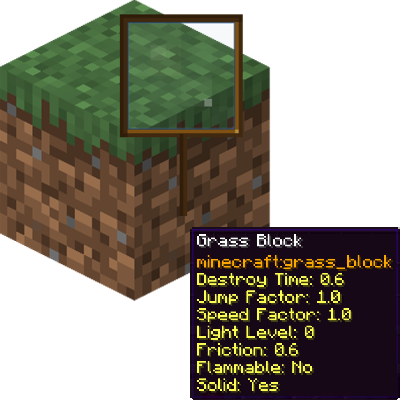 Grass Block
minecraft:grass_block
Destroy Time: 0.6
Jump Factor: 1.0
Speed Factor: 1.0
Light Level: 0
Friction: 0.6
Flammable: No
Solid: Yes